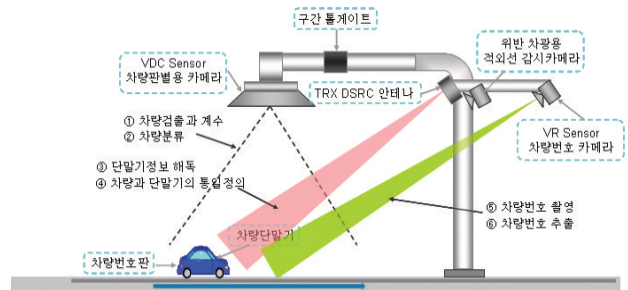 구간 톨게이트
VDC Sensor
차량판별용 카메라
위반 차광용
적외선 감시카메라
TRX DSRC 안테나
VR Sensor
차량번호 카메라
① 차량검출과 계수
② 차량분류
③ 단말기정보 해독
④ 차량과 단말기의 통일정의
⑤ 차량번호 촬영
⑥ 차량번호 추출
차량단말기
차량번호판